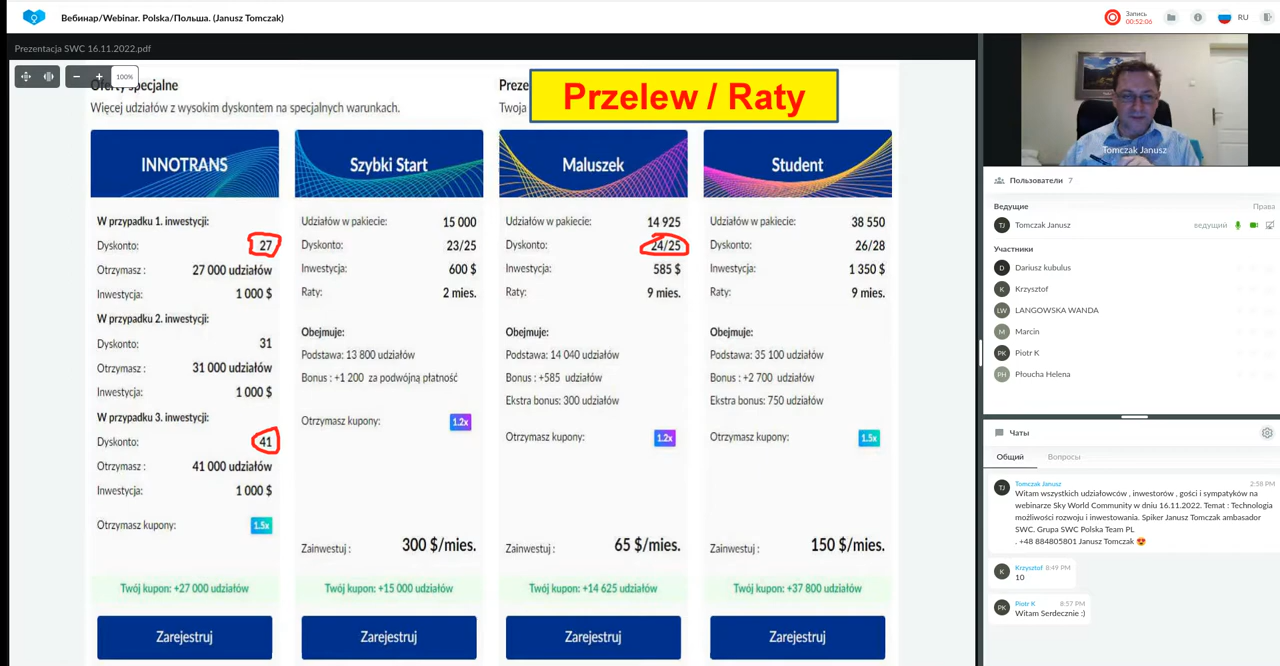 Вебинар/Webinar. Polska/Польша. (Janusz Tomczak)
Запись
00:52:06
RU
Prezentacja SWC 16.11.2022.pdf
100%
specjalne
Więcej udziałów z wysokim dyskontem na specjalnych warunkach.
Preze
Twoja
Przelew / Raty
INNOTRANS
W przypadku 1. inwestycji:
Dyskonto: 27
Otrzymasz : 27 000 udziałów
Inwestycja: 1 000 $
W przypadku 2. inwestycji:
Dyskonto: 31
Otrzymasz : 31 000 udziałów
Inwestycja: 1 000 $
W przypadku 3. inwestycji:
Dyskonto: 41
Otrzymasz : 41 000 udziałów
Inwestycja: 1 000 $
Otrzymasz kupony: 1.5x
Twój kupon: +27 000 udziałów
Zarejestruj
Szybki Start
Udziałów w pakiecie: 15 000
Dyskonto: 23/25
Inwestycja: 600 $
Raty: 2 mies.
Obejmuje:
Podstawa: 13 800 udziałów
Bonus : +1 200 za podwójną płatność
Otrzymasz kupony: 1.2x
Zainwestuj : 300 $/mies.
Twój kupon: +15 000 udziałów
Zarejestruj
Maluszek
Udziałów w pakiecie: 14 925
Dyskonto: 24/25
Inwestycja: 585 $
Raty: 9 mies.
Obejmuje:
Podstawa: 14 040 udziałów
Bonus : +585 udziałów
Ekstra bonus: 300 udziałów
Otrzymasz kupony: 1.2x
Zainwestuj : 65 $/mies.
Twój kupon: +14 625 udziałów
Zarejestruj
Student
Udziałów w pakiecie: 38 550
Dyskonto: 26/28
Inwestycja: 1 350 $
Raty: 9 mies.
Obejmuje:
Podstawa: 35 100 udziałów
Bonus : +2 700 udziałów
Ekstra bonus: 750 udziałów
Otrzymasz kupony: 1.5x
Zainwestuj : 150 $/mies.
Twój kupon: +37 800 udziałów
Zarejestruj
Tomczak Janusz
Пользователи 7
Ведущие Права
TJ Tomczak Janusz ведущий
Участники
D Dariusz kubulus
K Krzysztof
LW LANGOWSKA WANDA
M Marcin
PK Piotr K
PH Płoucha Helena
Чаты
Общий Вопросы
TJ Tomczak Janusz 2:58 PM
Witam wszystkich udziałowców , inwestorów , gości i sympatyków na
webinarze Sky World Community w dniu 16.11.2022. Temat : Technologia
możliwości rozwoju i inwestowania. Spiker Janusz Tomczak ambasador
SWC. Grupa SWC Polska Team PL
. +48 884805801 Janusz Tomczak 😍
K Krzysztof 8:49 PM
10
PK Piotr K 8:57 PM
Witam Serdecznie :)